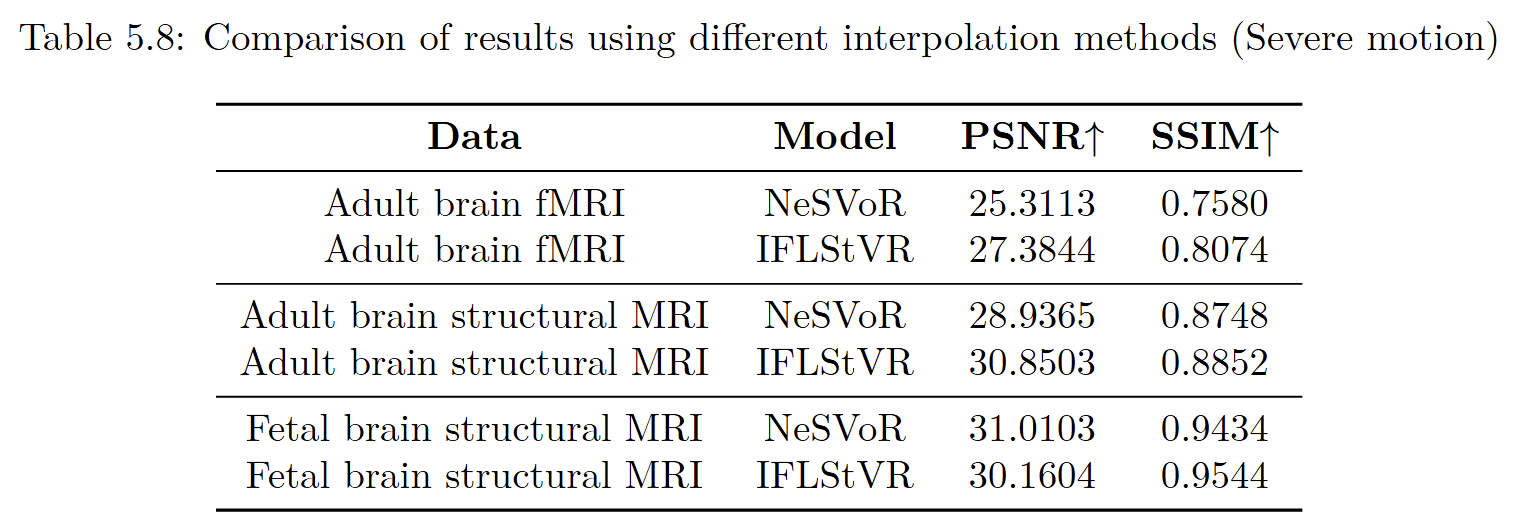 Table 5.8: Comparison of results using different interpolation methods (Severe motion)
Data Model PSNR↑ SSIM↑
Adult brain fMRI NeSVoR 25.3113 0.7580
Adult brain fMRI IFLStVR 27.3844 0.8074
Adult brain structural MRI NeSVoR 28.9365 0.8748
Adult brain structural MRI IFLStVR 30.8503 0.8852
Fetal brain structural MRI NeSVoR 31.0103 0.9434
Fetal brain structural MRI IFLStVR 30.1604 0.9544